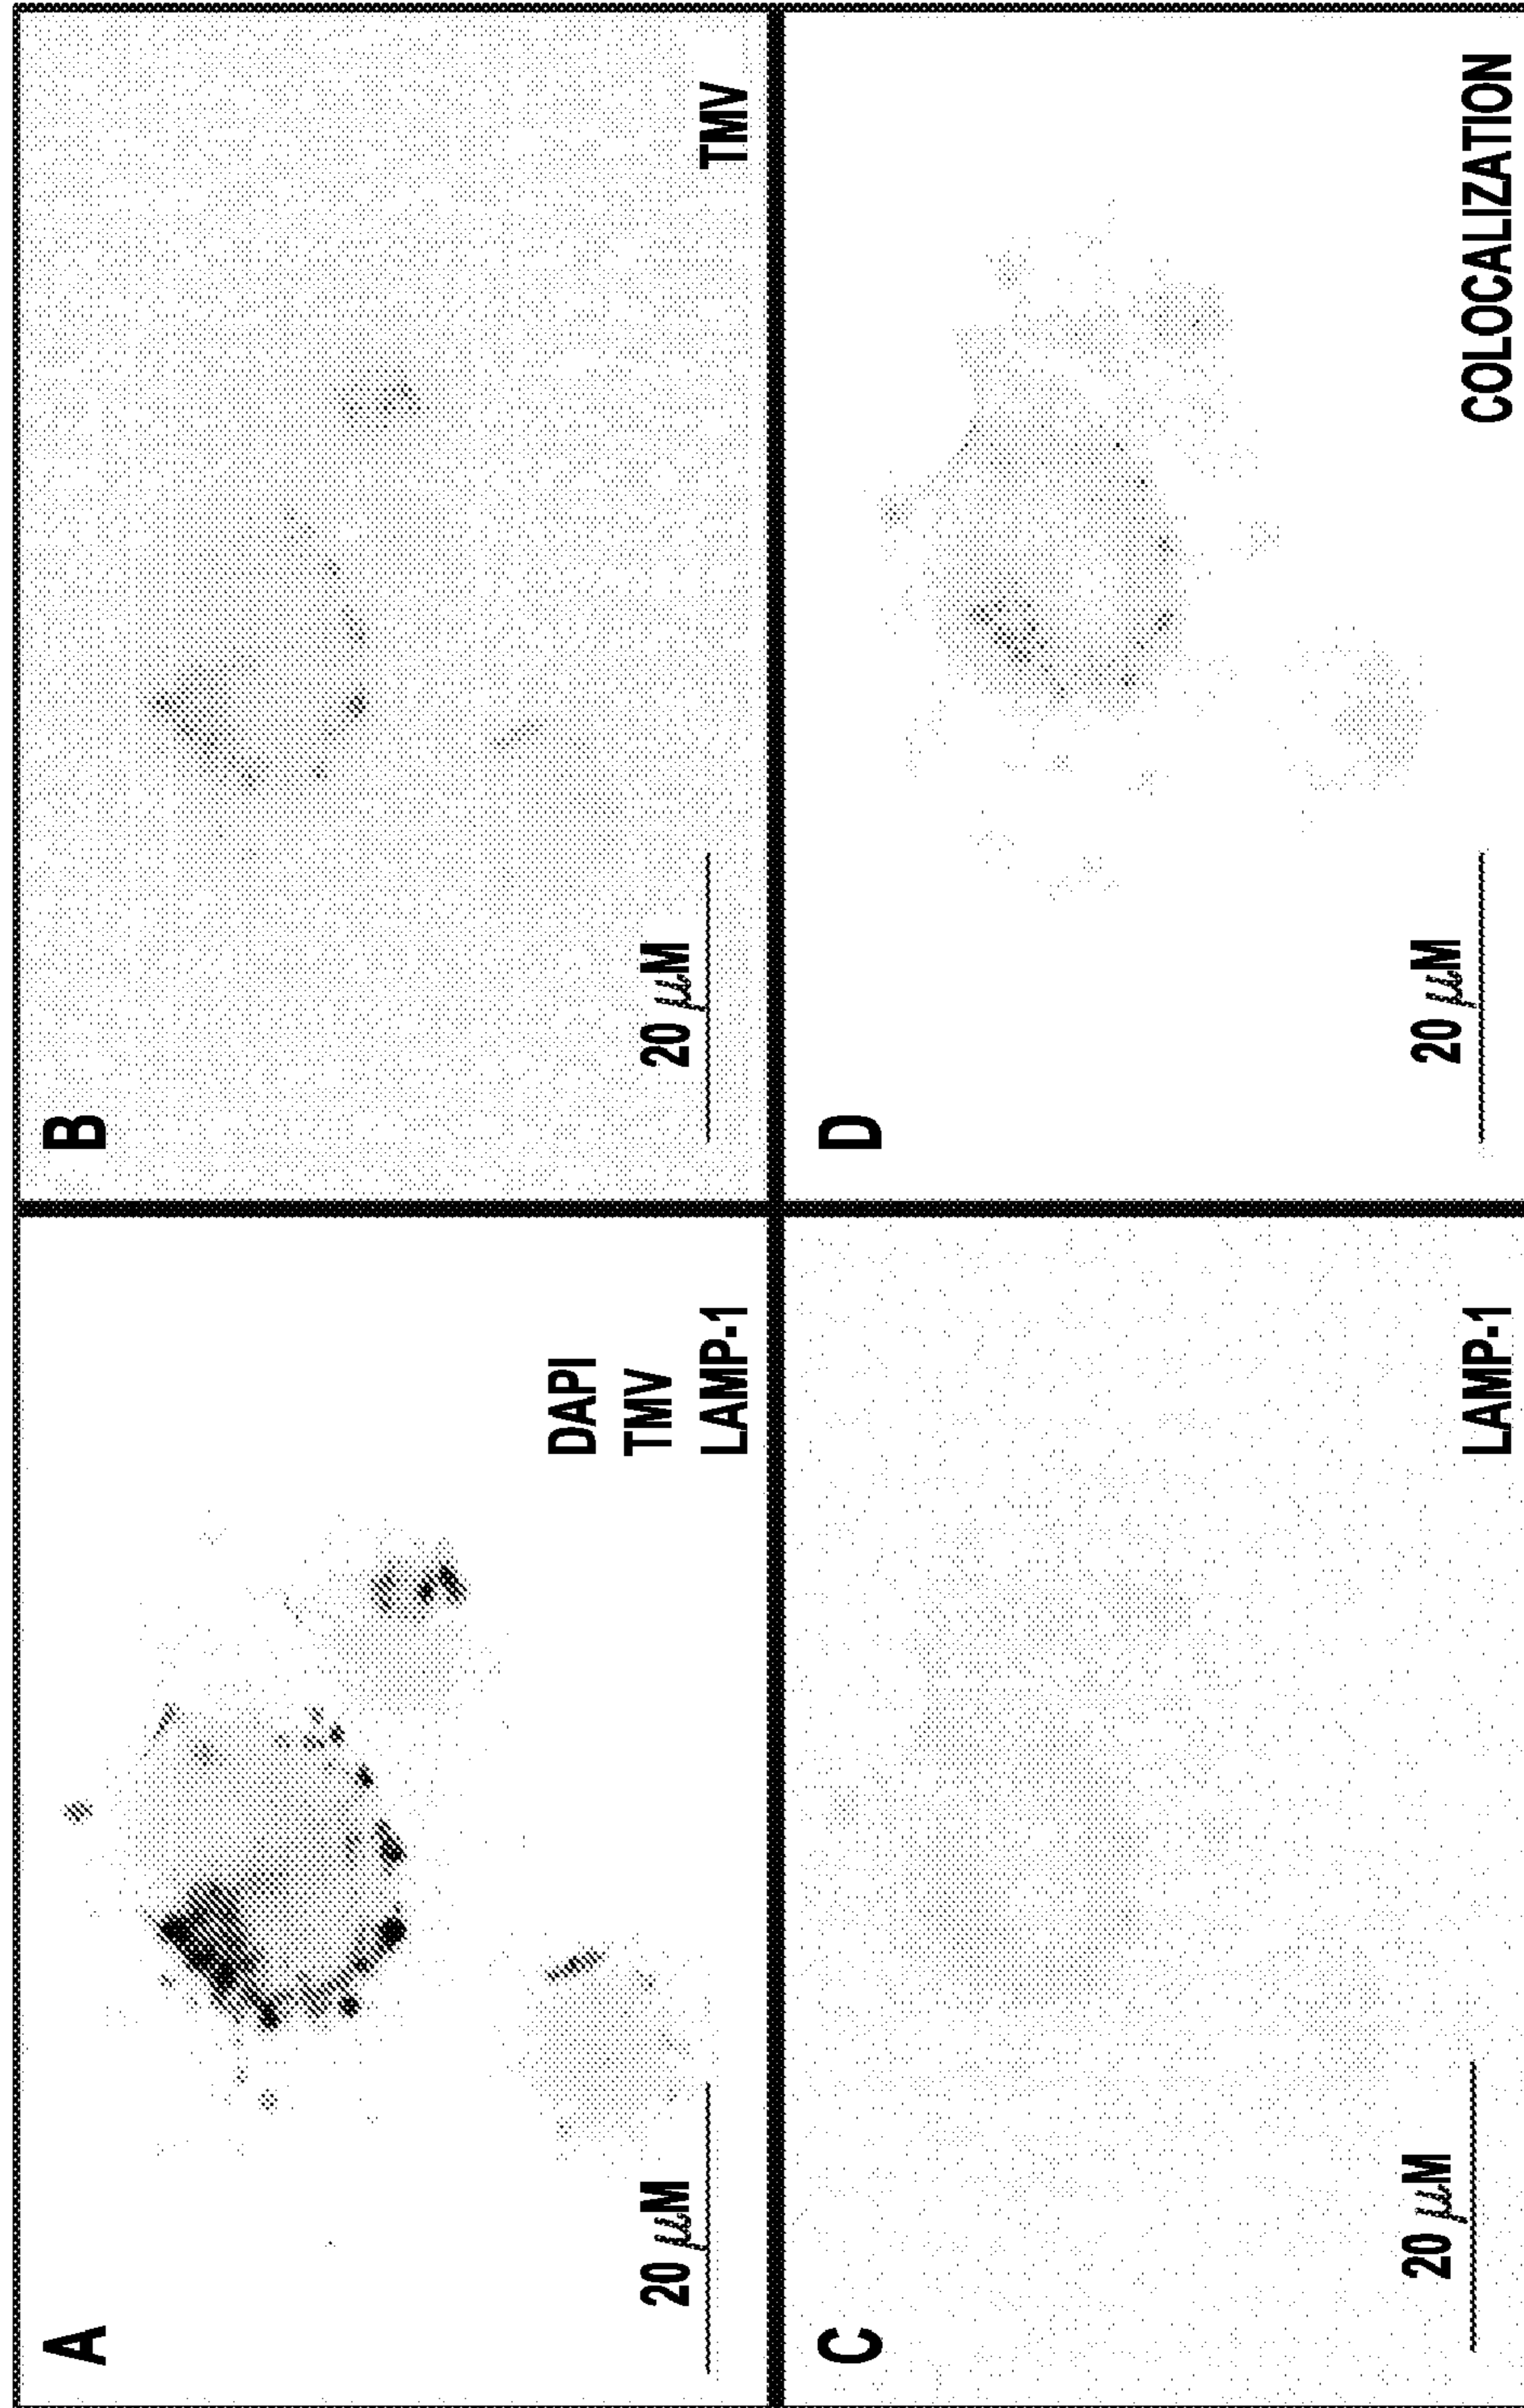 A
DAPI
TMV
LAMP-1
20 μM
B
TMV
20 μM
C
LAMP-1
20 μM
D
COLOCALIZATION
20 μM